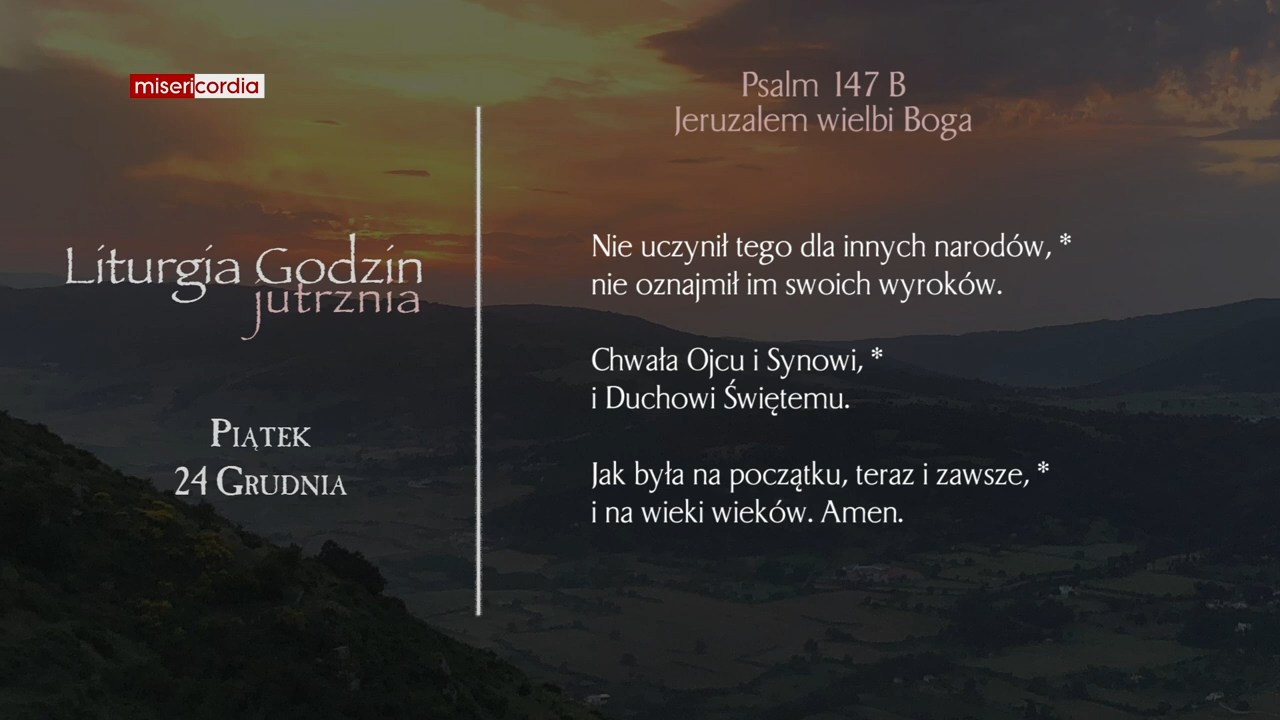 misericordia
Liturgia Godzin
jutrznia
Piątek
24 Grudnia
Psalm 147 B
Jeruzalem wielbi Boga
Nie uczynił tego dla innych narodów, *
nie oznajmił im swoich wyroków.
Chwała Ojcu i Synowi, *
i Duchowi Świętemu.
Jak była na początku, teraz i zawsze, *
i na wieki wieków. Amen.